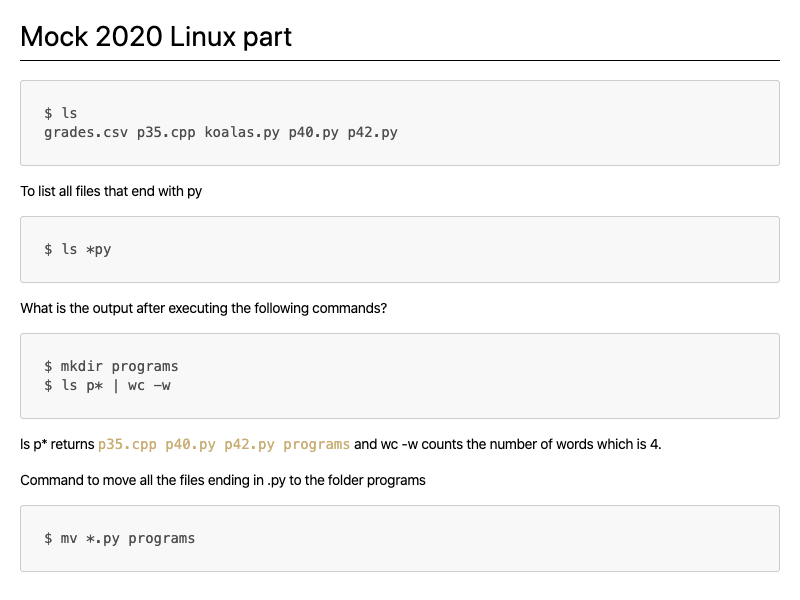 Mock 2020 Linux part
$ ls
grades.csv p35.cpp koalas.py p40.py p42.py
To list all files that end with py
$ ls *py
What is the output after executing the following commands?
$ mkdir programs
$ ls p* | wc -w
ls p* returns p35.cpp p40.py p42.py programs and wc -w counts the number of words which is 4.
Command to move all the files ending in .py to the folder programs
$ mv *.py programs